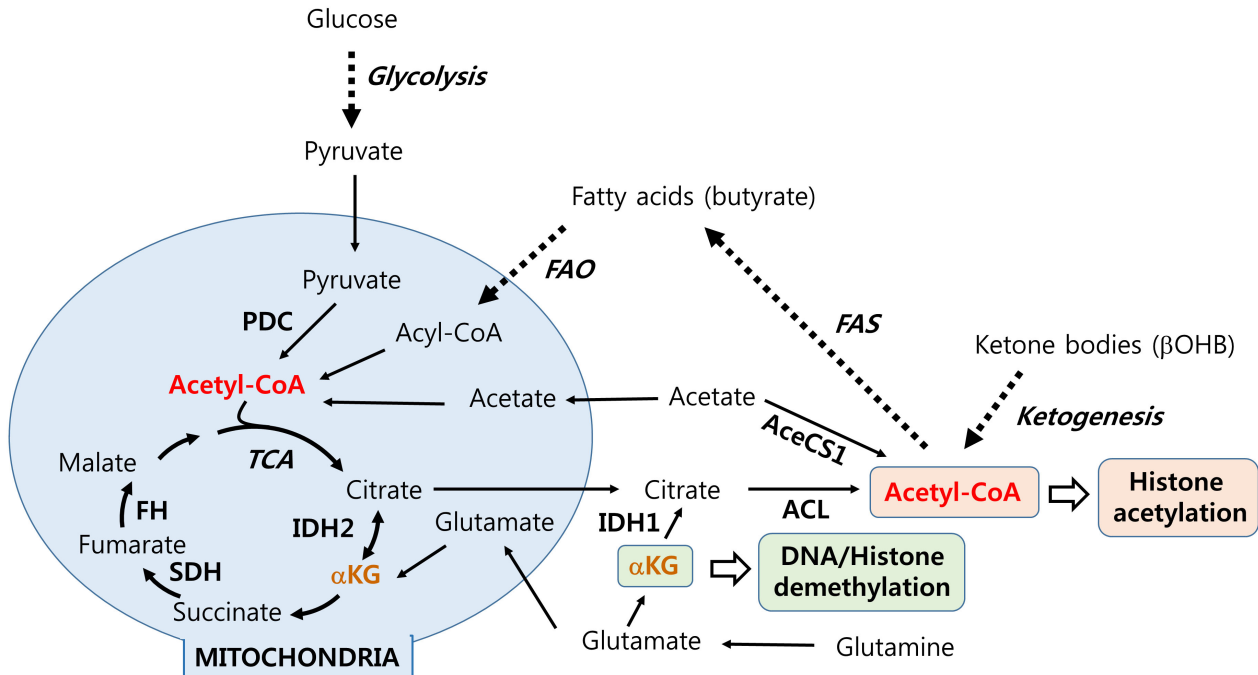 Glucose
Glycolysis
Pyruvate
Fatty acids (butyrate)
FAO
Pyruvate
PDC
Acyl-CoA
FAS
Ketone bodies (βOHB)
Acetyl-CoA
Acetate
Acetate
AceCS1
Ketogenesis
TCA
Malate
Citrate
Citrate
ACL
Acetyl-CoA
Histone
acetylation
FH
IDH2
Glutamate
IDH1
Fumarate
SDH
αKG
αKG
DNA/Histone
demethylation
Succinate
Glutamate
Glutamine
MITOCHONDRIA